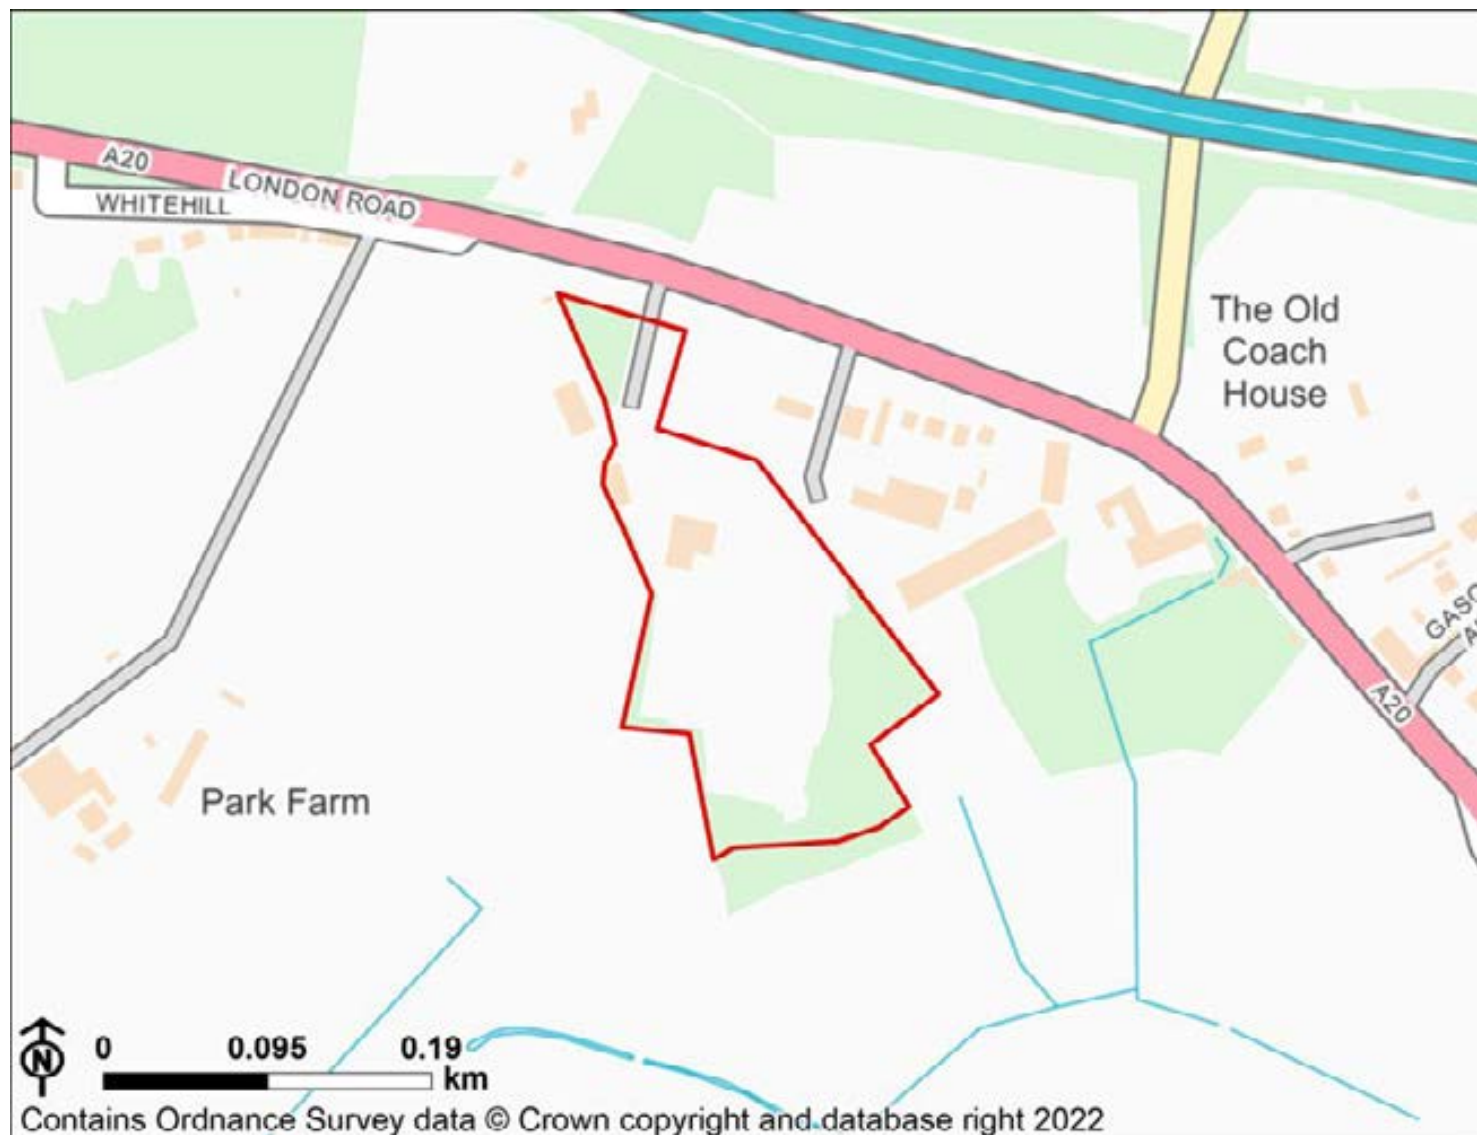 A20
LONDON ROAD
WHITEHILL
The Old
Coach
House
GASC
A20
Park Farm
N
0 0.095 0.19
km
Contains Ordnance Survey data © Crown copyright and database right 2022